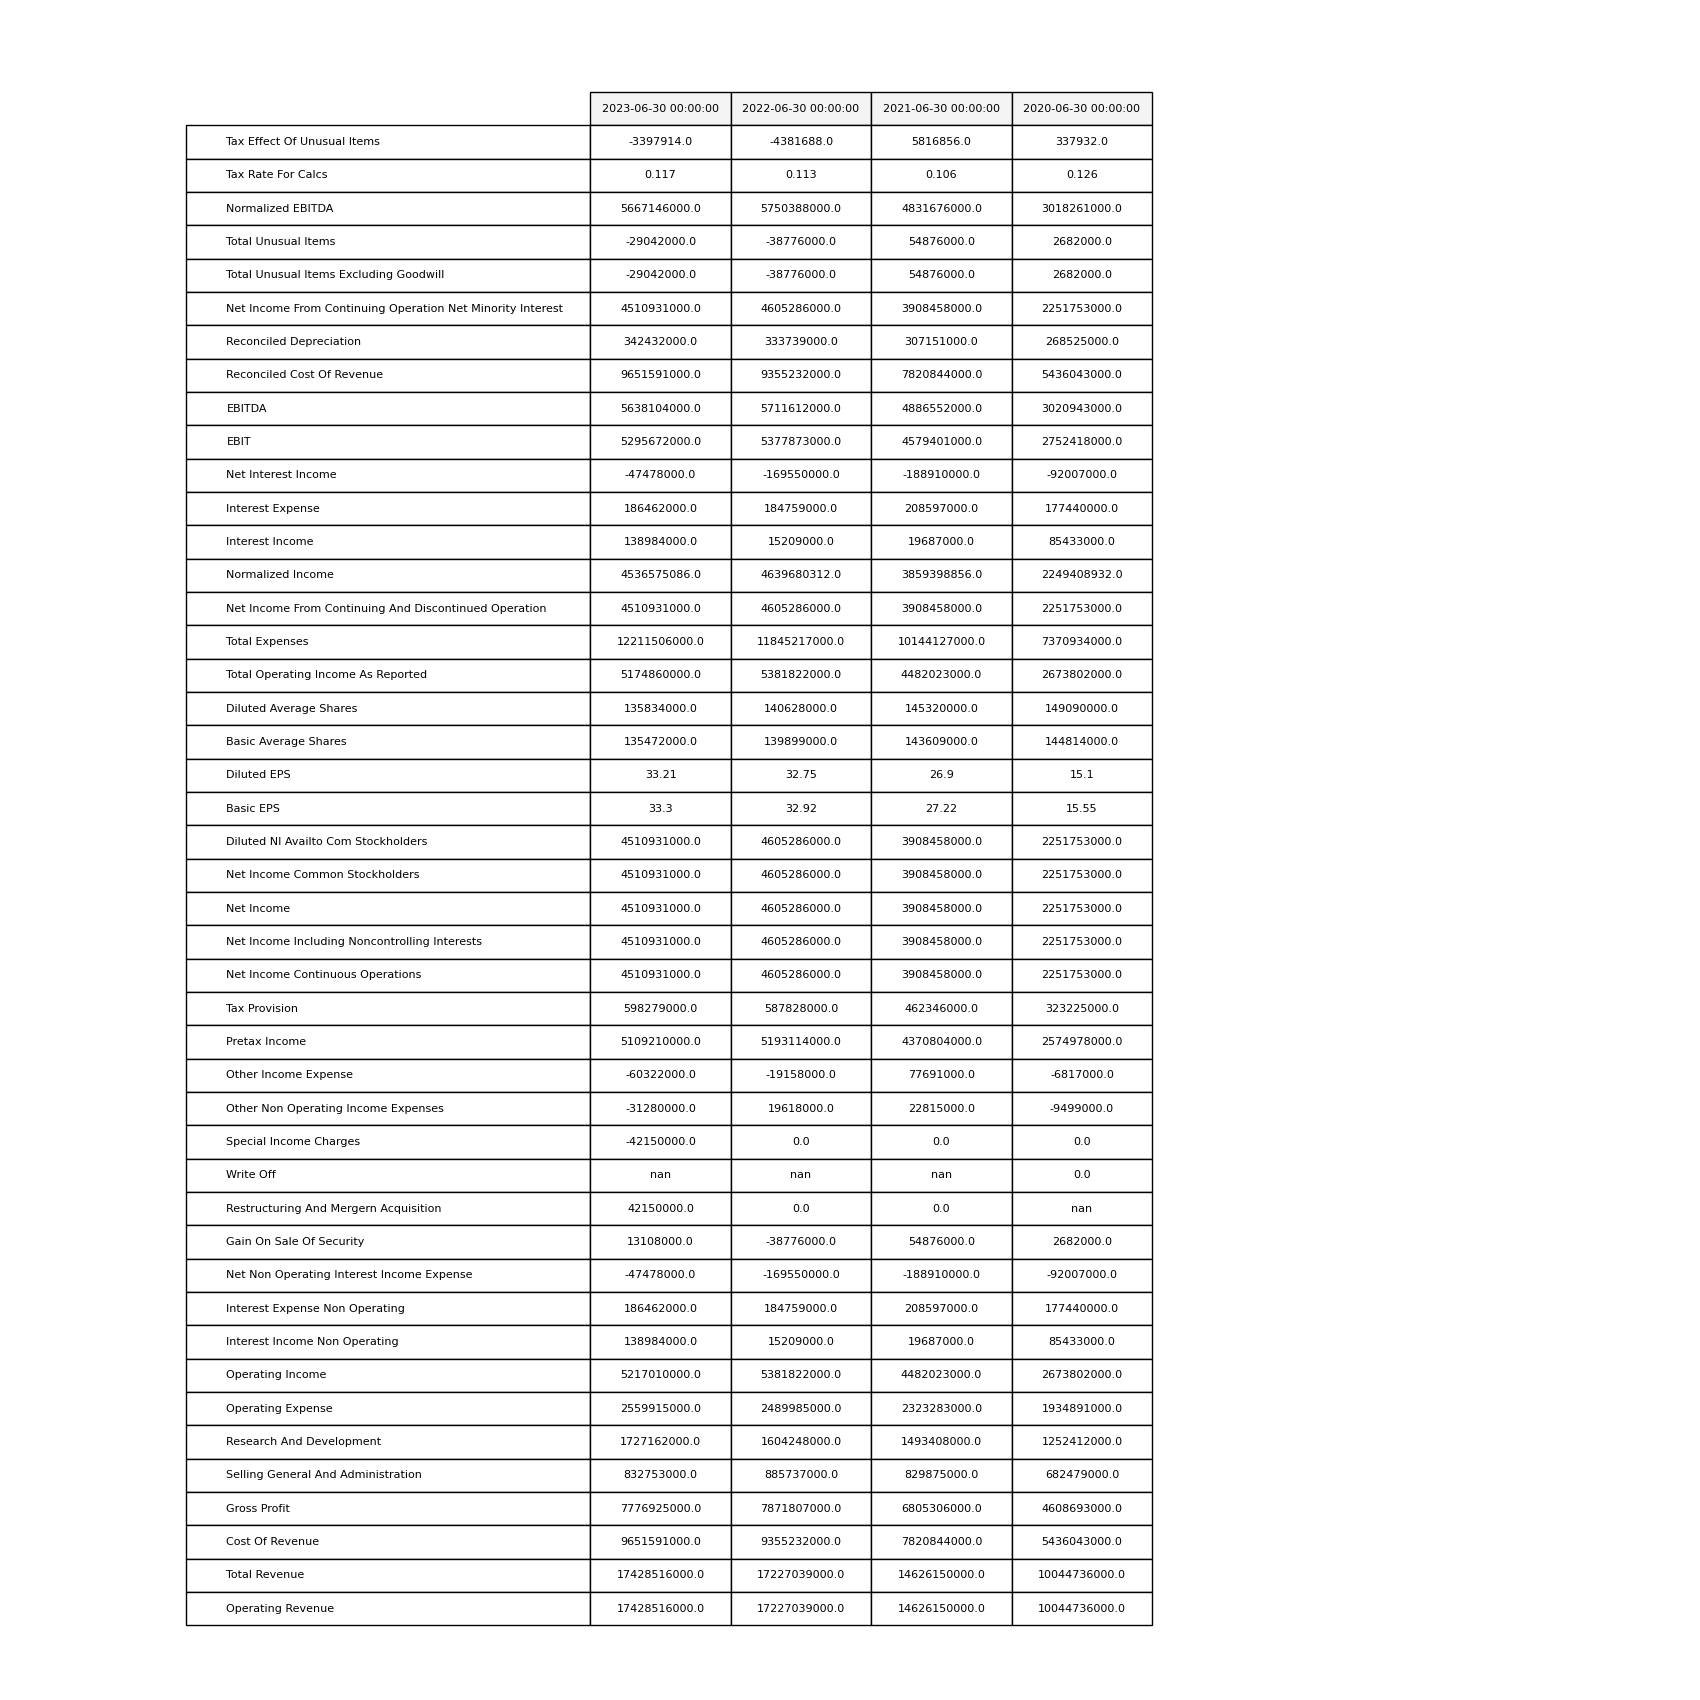 2023-06-30 00:00:00 2022-06-30 00:00:00 2021-06-30 00:00:00 2020-06-30 00:00:00
Tax Effect Of Unusual Items -3397914.0 -4381688.0 5816856.0 337932.0
Tax Rate For Calcs 0.117 0.113 0.106 0.126
Normalized EBITDA 5667146000.0 5750388000.0 4831676000.0 3018261000.0
Total Unusual Items -29042000.0 -38776000.0 54876000.0 2682000.0
Total Unusual Items Excluding Goodwill -29042000.0 -38776000.0 54876000.0 2682000.0
Net Income From Continuing Operation Net Minority Interest 4510931000.0 4605286000.0 3908458000.0 2251753000.0
Reconciled Depreciation 342432000.0 333739000.0 307151000.0 268525000.0
Reconciled Cost Of Revenue 9651591000.0 9355232000.0 7820844000.0 5436043000.0
EBITDA 5638104000.0 5711612000.0 4886552000.0 3020943000.0
EBIT 5295672000.0 5377873000.0 4579401000.0 2752418000.0
Net Interest Income -47478000.0 -169550000.0 -188910000.0 -92007000.0
Interest Expense 186462000.0 184759000.0 208597000.0 177440000.0
Interest Income 138984000.0 15209000.0 19687000.0 85433000.0
Normalized Income 4536575086.0 4639680312.0 3859398856.0 2249408932.0
Net Income From Continuing And Discontinued Operation 4510931000.0 4605286000.0 3908458000.0 2251753000.0
Total Expenses 12211506000.0 11845217000.0 10144127000.0 7370934000.0
Total Operating Income As Reported 5174860000.0 5381822000.0 4482023000.0 2673802000.0
Diluted Average Shares 135834000.0 140628000.0 145320000.0 149090000.0
Basic Average Shares 135472000.0 139899000.0 143609000.0 144814000.0
Diluted EPS 33.21 32.75 26.9 15.1
Basic EPS 33.3 32.92 27.22 15.55
Diluted NI Availto Com Stockholders 4510931000.0 4605286000.0 3908458000.0 2251753000.0
Net Income Common Stockholders 4510931000.0 4605286000.0 3908458000.0 2251753000.0
Net Income 4510931000.0 4605286000.0 3908458000.0 2251753000.0
Net Income Including Noncontrolling Interests 4510931000.0 4605286000.0 3908458000.0 2251753000.0
Net Income Continuous Operations 4510931000.0 4605286000.0 3908458000.0 2251753000.0
Tax Provision 598279000.0 587828000.0 462346000.0 323225000.0
Pretax Income 5109210000.0 5193114000.0 4370804000.0 2574978000.0
Other Income Expense -60322000.0 -19158000.0 77691000.0 -6817000.0
Other Non Operating Income Expenses -31280000.0 19618000.0 22815000.0 -9499000.0
Special Income Charges -42150000.0 0.0 0.0 0.0
Write Off nan nan nan 0.0
Restructuring And Mergern Acquisition 42150000.0 0.0 0.0 nan
Gain On Sale Of Security 13108000.0 -38776000.0 54876000.0 2682000.0
Net Non Operating Interest Income Expense -47478000.0 -169550000.0 -188910000.0 -92007000.0
Interest Expense Non Operating 186462000.0 184759000.0 208597000.0 177440000.0
Interest Income Non Operating 138984000.0 15209000.0 19687000.0 85433000.0
Operating Income 5217010000.0 5381822000.0 4482023000.0 2673802000.0
Operating Expense 2559915000.0 2489985000.0 2323283000.0 1934891000.0
Research And Development 1727162000.0 1604248000.0 1493408000.0 1252412000.0
Selling General And Administration 832753000.0 885737000.0 829875000.0 682479000.0
Gross Profit 7776925000.0 7871807000.0 6805306000.0 4608693000.0
Cost Of Revenue 9651591000.0 9355232000.0 7820844000.0 5436043000.0
Total Revenue 17428516000.0 17227039000.0 14626150000.0 10044736000.0
Operating Revenue 17428516000.0 17227039000.0 14626150000.0 10044736000.0